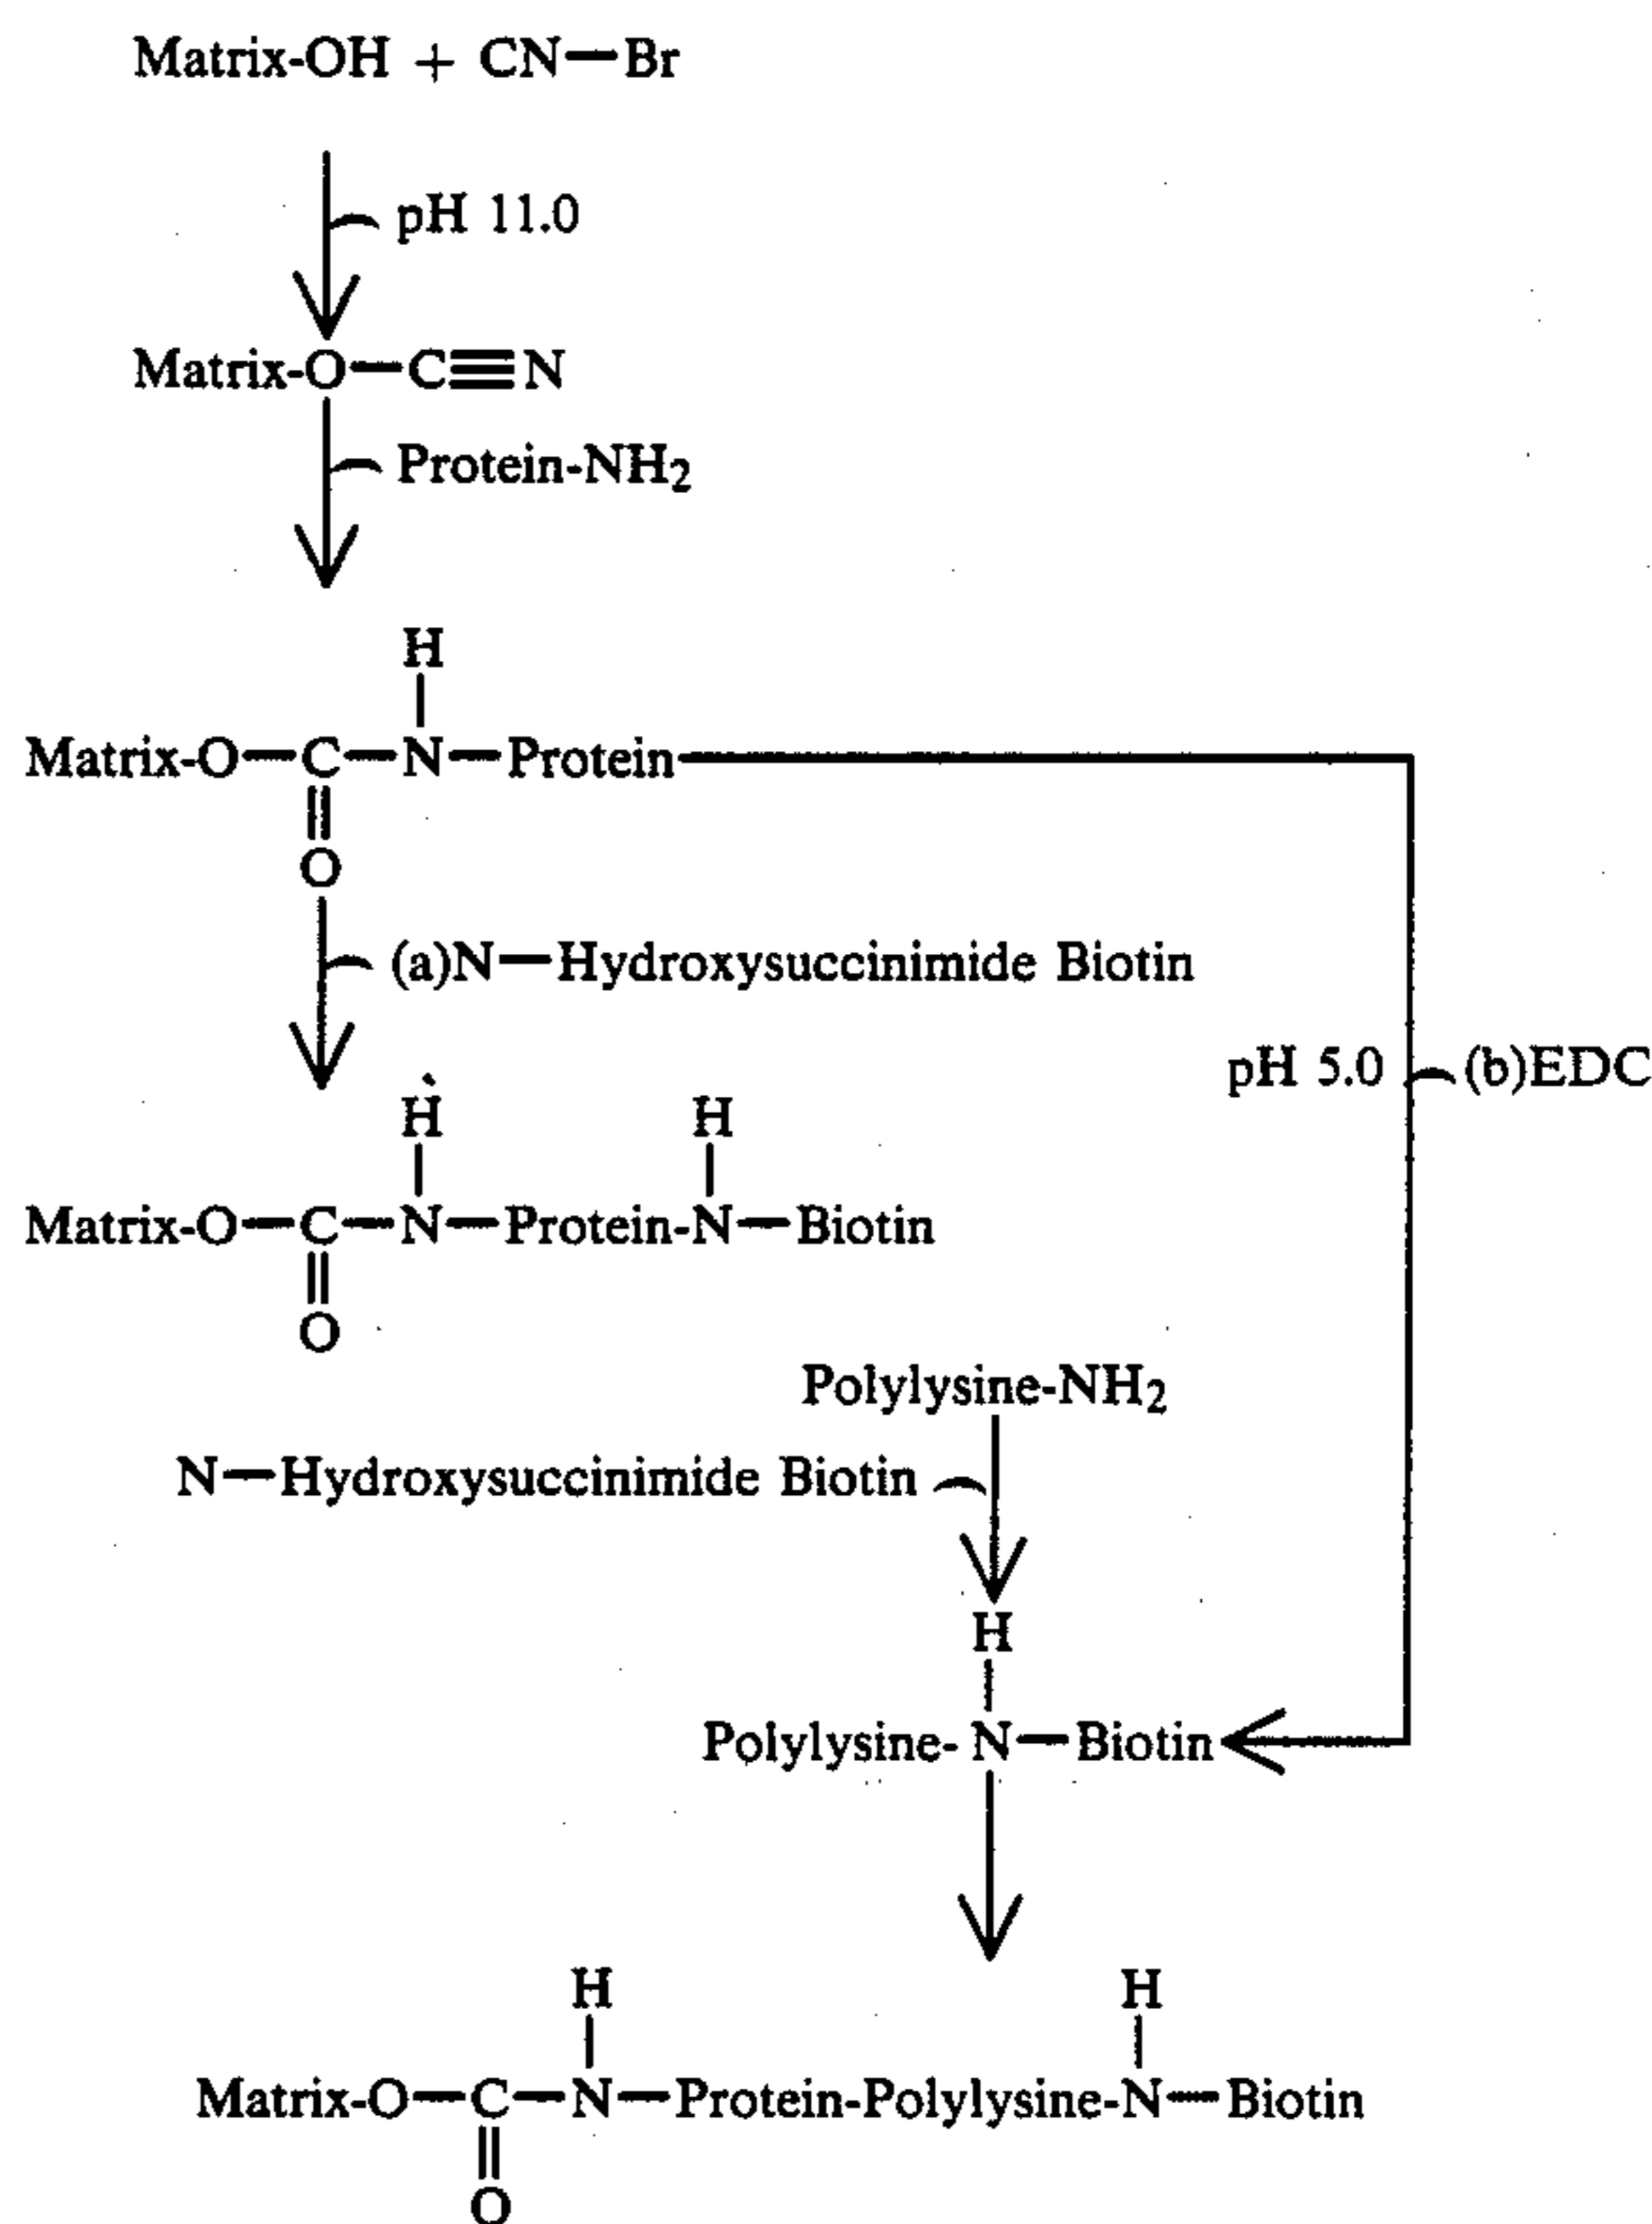 Matrix-OH + CN—Br
pH 11.0
Matrix-O—C≡N
Protein-NH2
H
Matrix-O—C—N—Protein
O
(a)N—Hydroxysuccinimide Biotin
pH 5.0 (b)EDC
H H
Matrix-O—C—N—Protein-N—Biotin
O
Polylysine-NH2
N—Hydroxysuccinimide Biotin
H
Polylysine- N—Biotin
H H
Matrix-O—C—N—Protein-Polylysine-N—Biotin
O